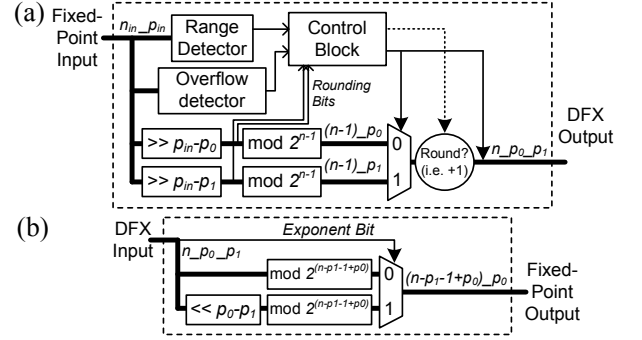 (a)
Fixed-Point Input
n_in_p_in
Range Detector
Control Block
Overflow detector
Rounding Bits
DFX Output
>> p_in-p_0
mod 2^{n-1}
(n-1)_p_0
0
Round? (i.e. +1)
n_p_0_p_1
>> p_in-p_1
mod 2^{n-1}
(n-1)_p_1
1
(b)
DFX Input
Exponent Bit
n_p_0_p_1
mod 2^{(n-p1-1+p0)}
0
(n-p_1-1+p_0)_p_0
Fixed-Point Output
<< p_0-p_1
mod 2^{(n-p1-1+p0)}
1